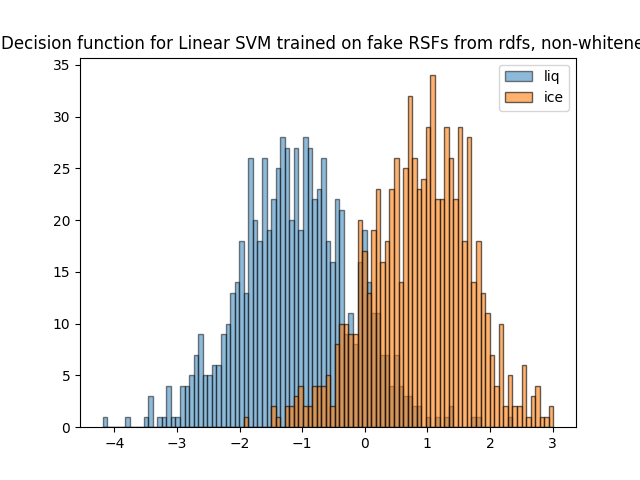 Decision function for Linear SVM trained on fake RSFs from rdfs, non-whitene
35
30
25
20
15
10
5
0
−4 −3 −2 −1 0 1 2 3
liq
ice